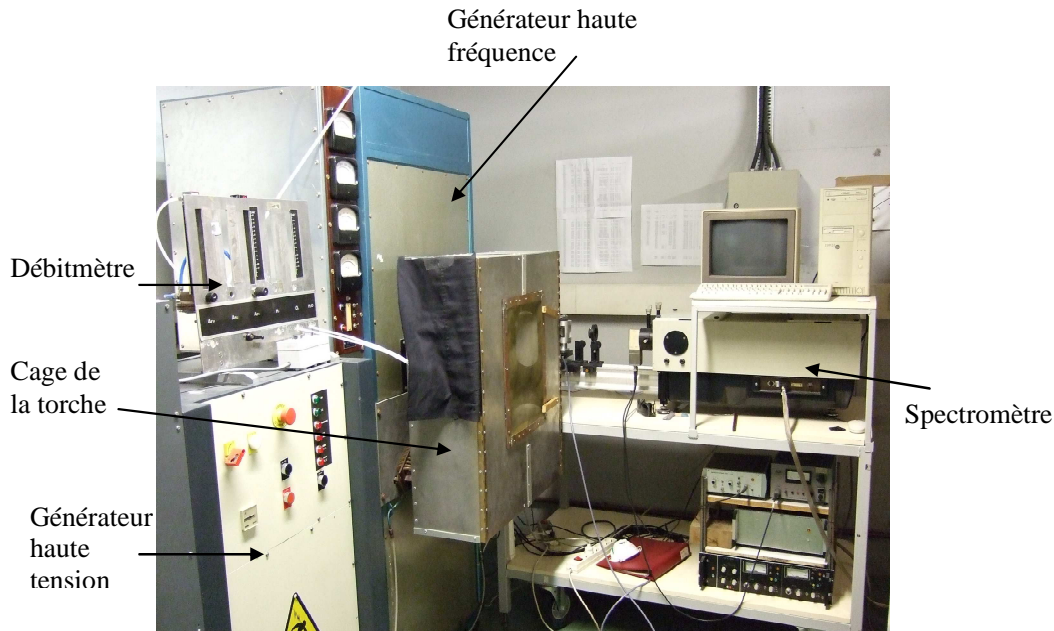 Générateur haute
fréquence
Débitmètre
Cage de
la torche
Spectromètre
Générateur
haute
tension